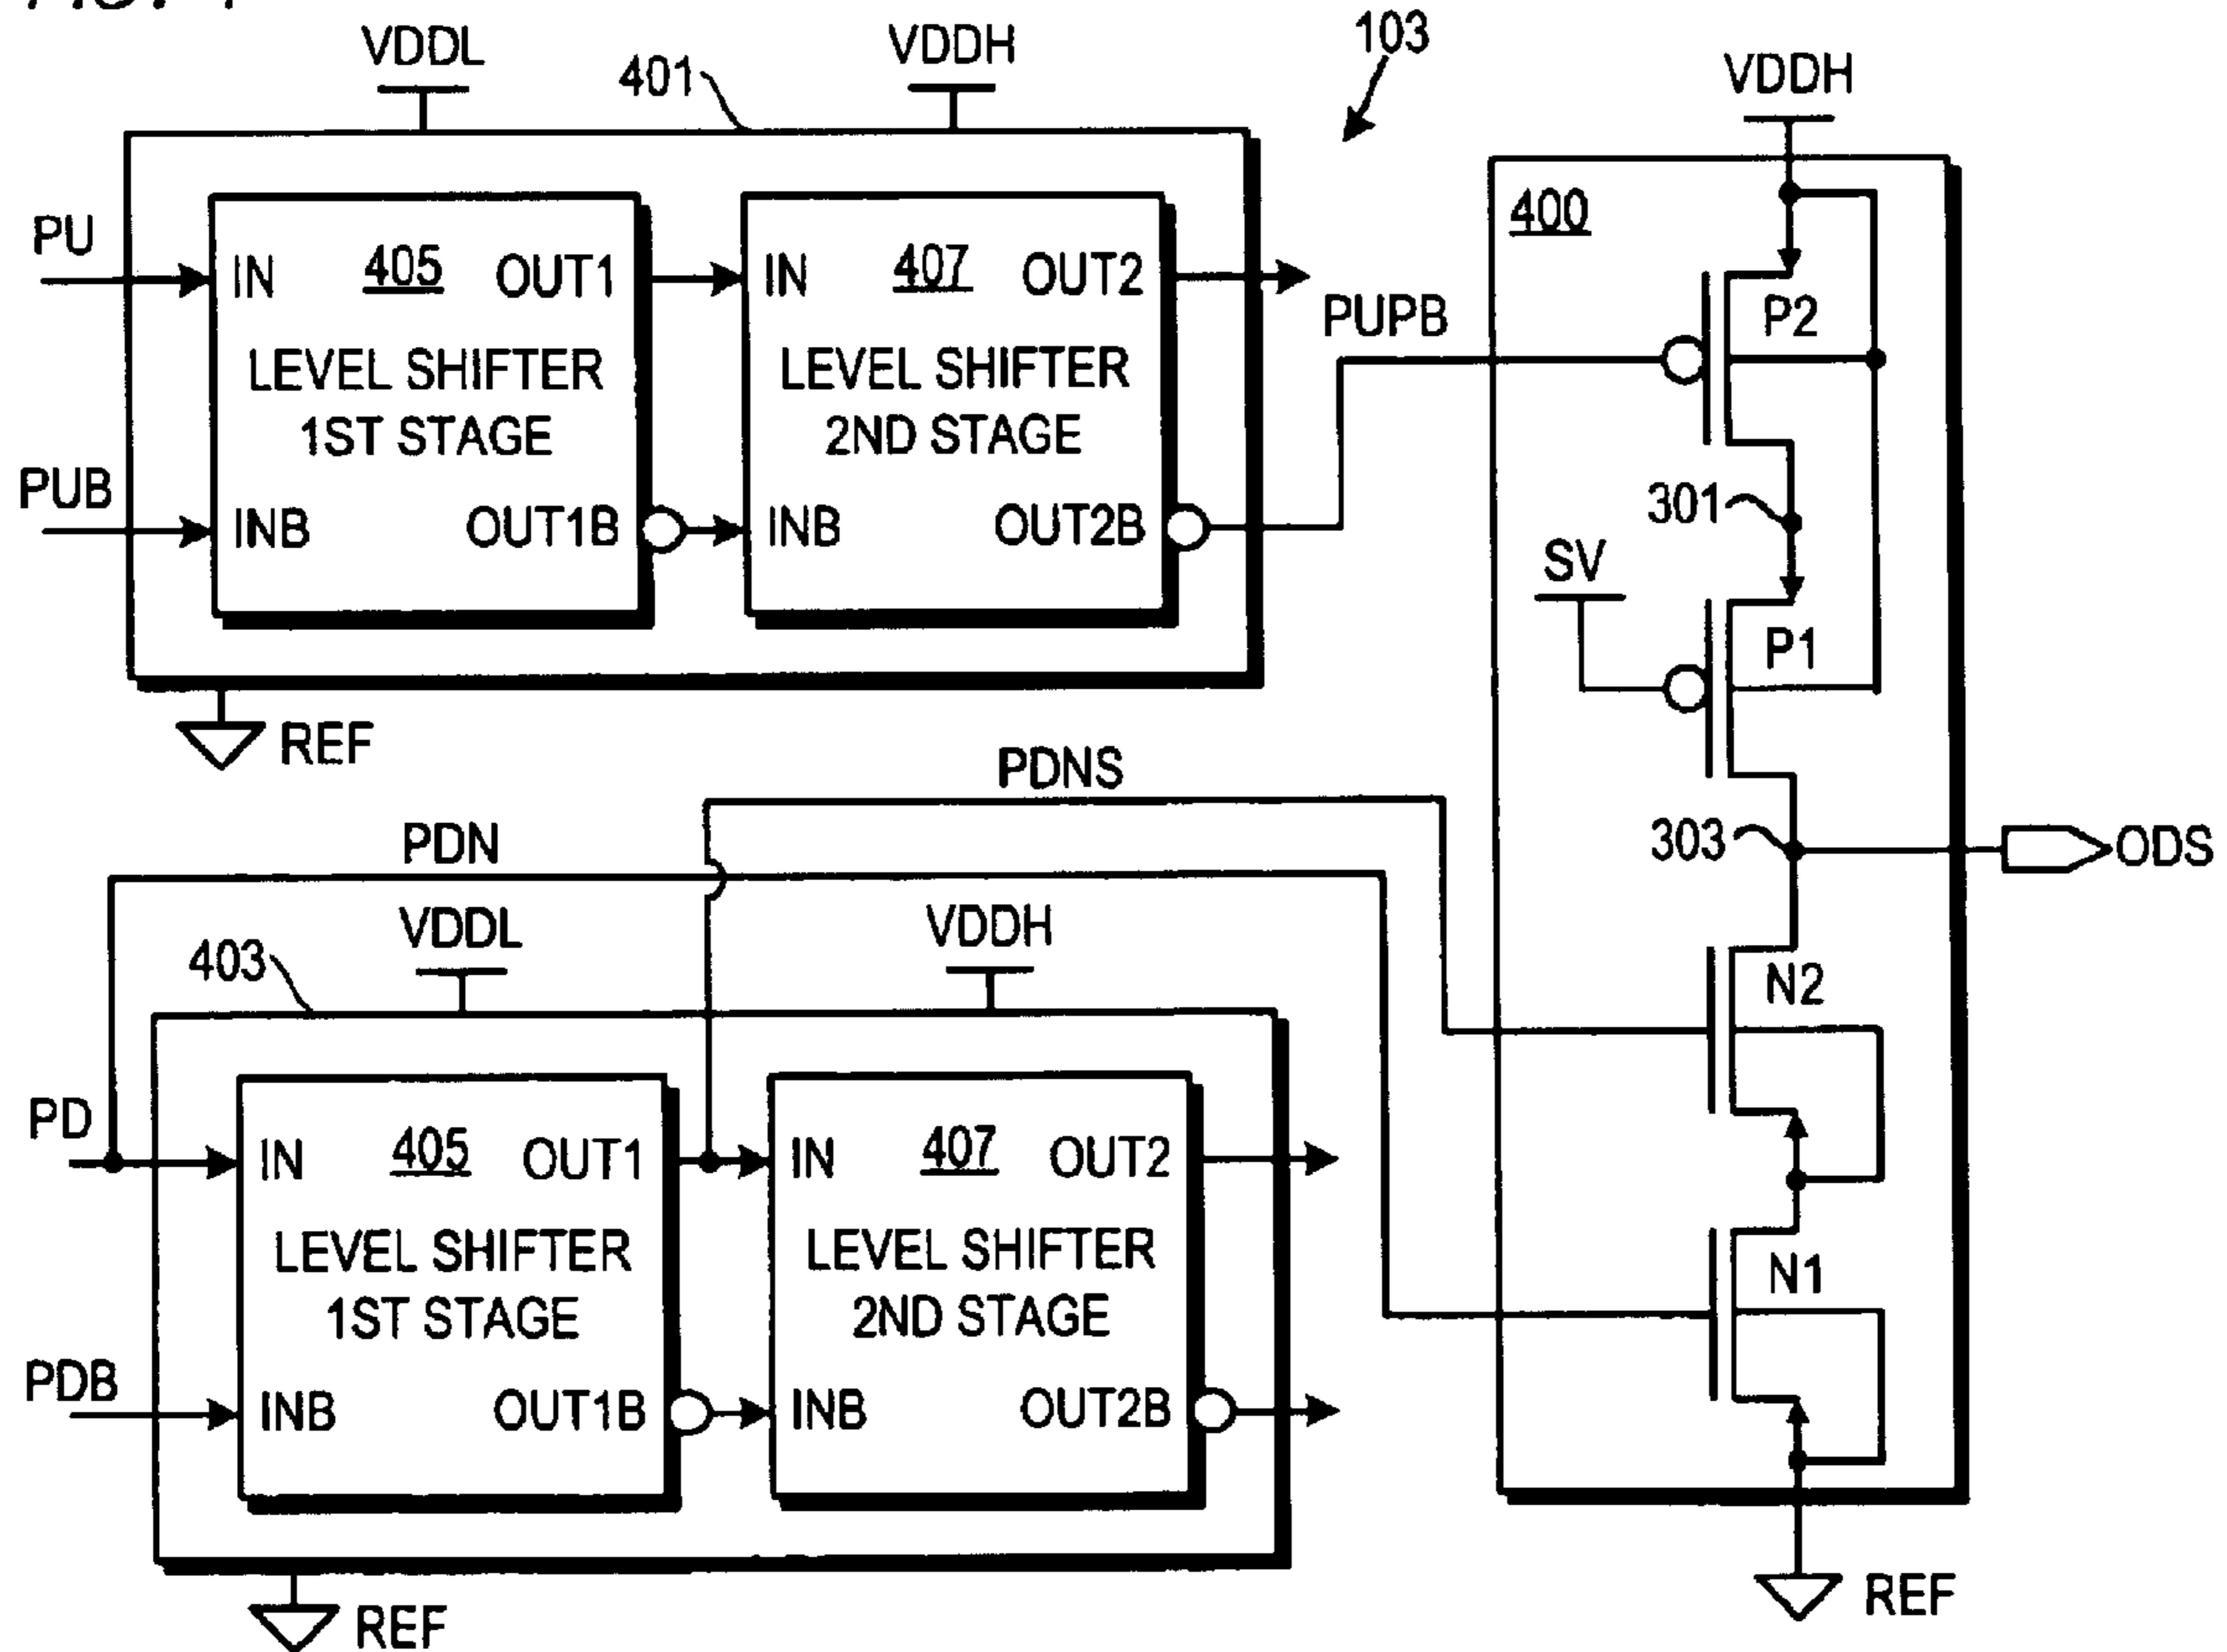 VDDL
VDDH
103
401
VDDH
400
PU
IN
405
OUT1
IN
407
OUT2
PUPB
P2
LEVEL SHIFTER
1ST STAGE
LEVEL SHIFTER
2ND STAGE
PUB
INB
OUT1B
INB
OUT2B
301
SV
P1
REF
PDNS
PDN
303
ODS
VDDL
VDDH
403
N2
PD
IN
405
OUT1
IN
407
OUT2
LEVEL SHIFTER
1ST STAGE
LEVEL SHIFTER
2ND STAGE
N1
PDB
INB
OUT1B
INB
OUT2B
REF
REF